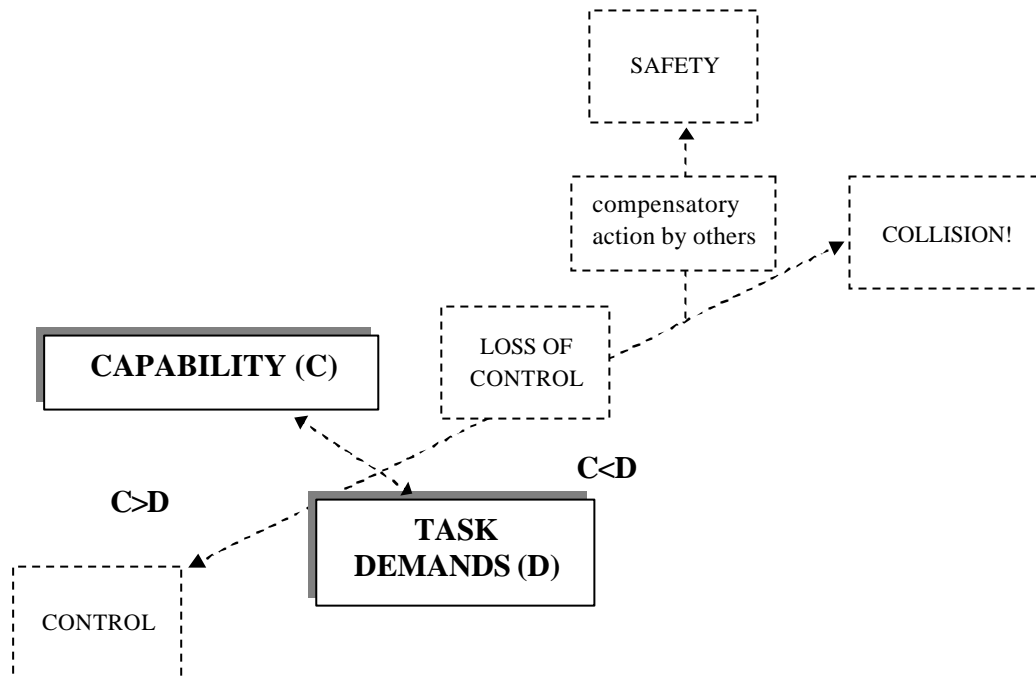 SAFETY
compensatory
action by others
COLLISION!
LOSS OF
CONTROL
CAPABILITY (C)
C<D
C>D
TASK
DEMANDS (D)
CONTROL